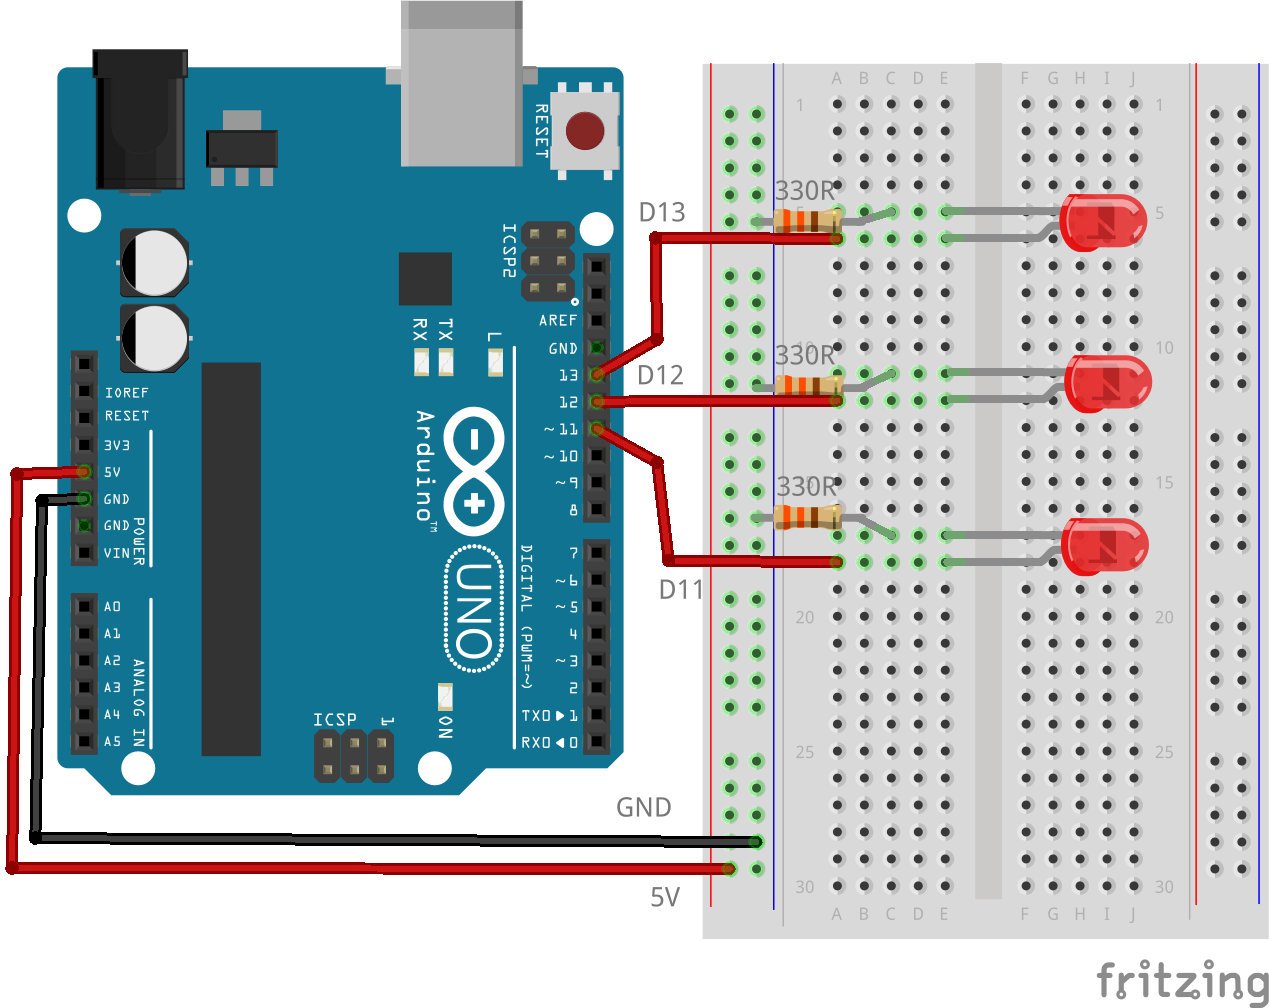 RESET
ICSP2
AREF
GND
13
12
~11
~10
~9
8
7
~6
~5
4
~3
2
TX0▶1
RX0◀0
RX
TX
L
Arduino™
UNO
DIGITAL (PWM=~)
ON
ICSP
1
IOREF
RESET
3V3
5V
GND
GND
VIN
POWER
A0
A1
A2
A3
A4
A5
ANALOG IN
D13
D12
D11
GND
5V
A B C D E F G H I J
1 1
330R
5 5
330R
10 10
330R
15 15
20 20
25 25
30 30
A B C D E F G H I J
fritzing